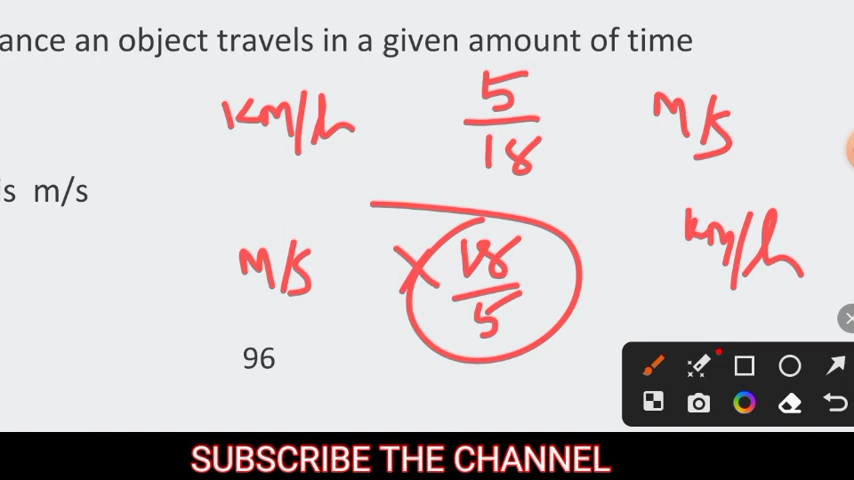 ance an object travels in a given amount of time
km/h 5/18 m/s
is m/s
m/s × 18/5 km/h
96
SUBSCRIBE THE CHANNEL